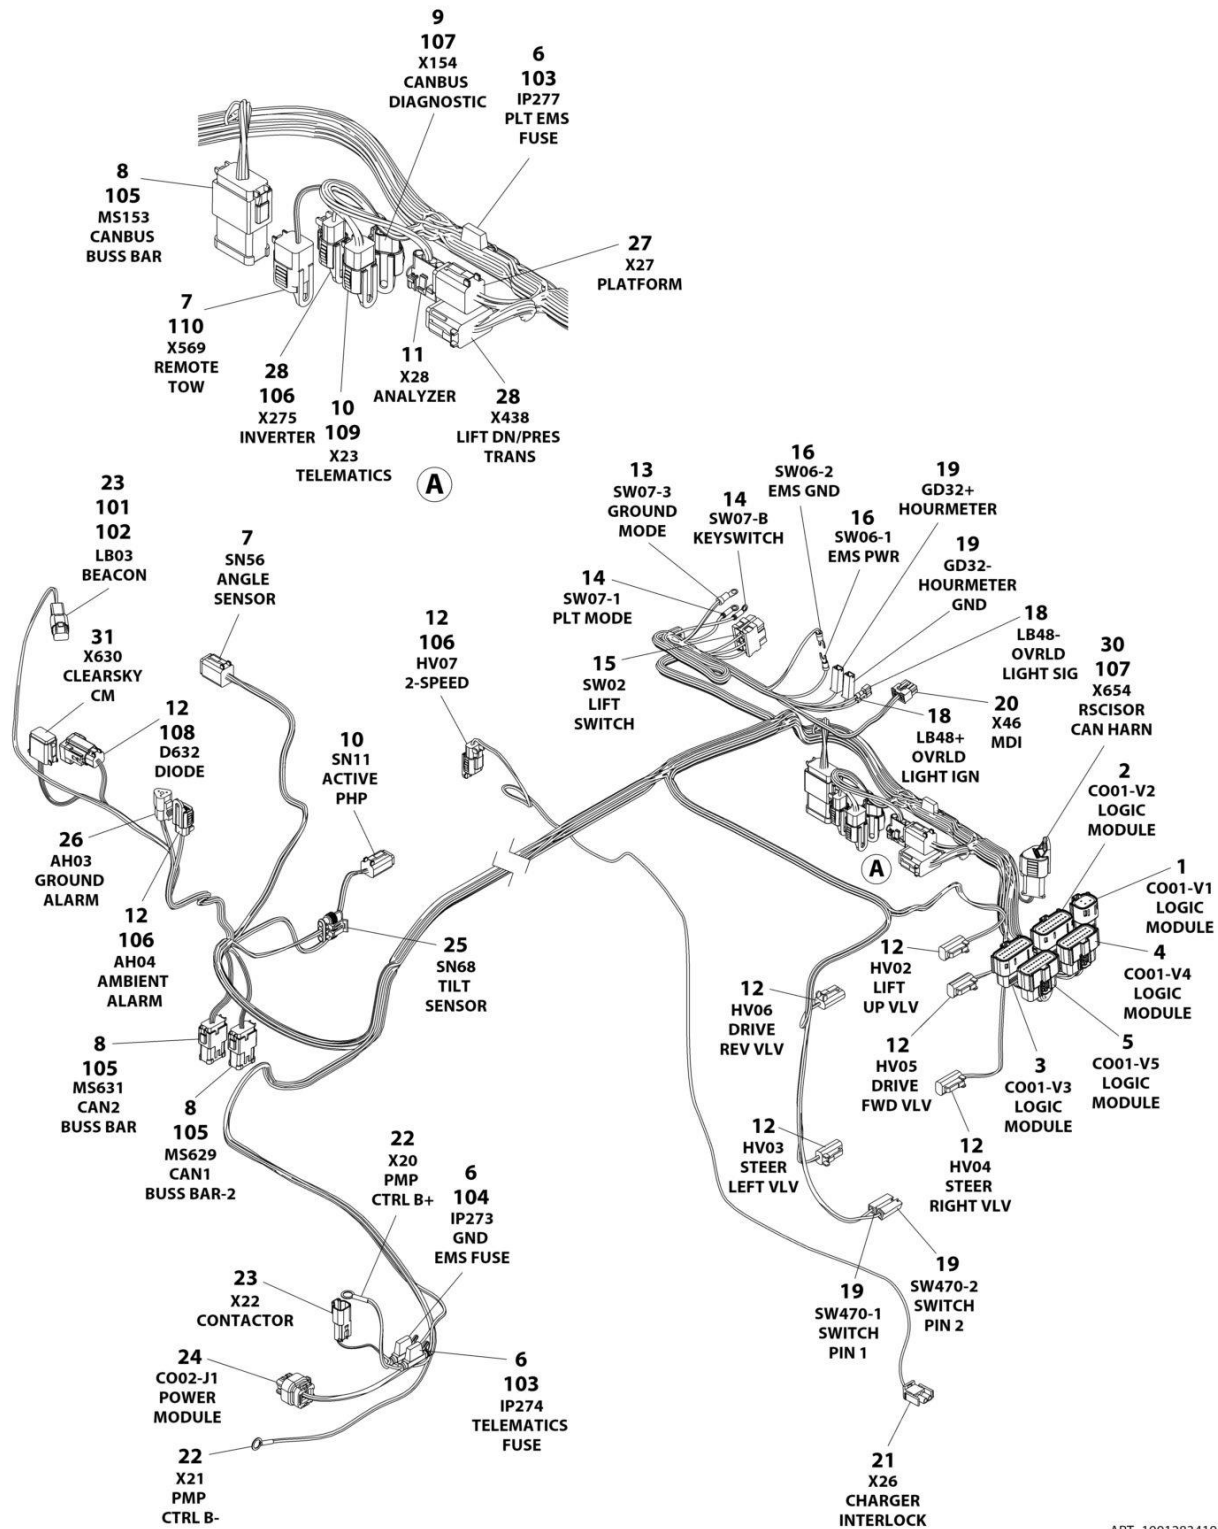 9
107
X154
CANBUS
DIAGNOSTIC
6
103
IP277
PLT EMS
FUSE
8
105
MS153
CANBUS
BUSS BAR
27
X27
PLATFORM
7
110
X569
REMOTE
TOW
28
106
X275
INVERTER
10
109
X23
TELEMATICS
11
X28
ANALYZER
28
X438
LIFT DN/PRES
TRANS
A
23
101
102
LB03
BEACON
7
SN56
ANGLE
SENSOR
13
SW07-3
GROUND
MODE
14
SW07-B
KEYSWITCH
16
SW06-2
EMS GND
16
SW06-1
EMS PWR
19
GD32+
HOURMETER
19
GD32-
HOURMETER
GND
18
LB48-
OVRLD
LIGHT SIG
14
SW07-1
PLT MODE
31
X630
CLEARSKY
CM
12
106
HV07
2-SPEED
15
SW02
LIFT
SWITCH
18
LB48+
OVRLD
LIGHT IGN
20
X46
MDI
30
107
X654
RSCISOR
CAN HARN
12
108
D632
DIODE
10
SN11
ACTIVE
PHP
2
CO01-V2
LOGIC
MODULE
26
AH03
GROUND
ALARM
A
1
CO01-V1
LOGIC
MODULE
12
106
AH04
AMBIENT
ALARM
25
SN68
TILT
SENSOR
12
HV02
LIFT
UP VLV
4
CO01-V4
LOGIC
MODULE
12
HV06
DRIVE
REV VLV
12
HV05
DRIVE
FWD VLV
3
CO01-V3
LOGIC
MODULE
5
CO01-V5
LOGIC
MODULE
8
105
MS631
CAN2
BUSS BAR
8
105
MS629
CAN1
BUSS BAR-2
12
HV03
STEER
LEFT VLV
12
HV04
STEER
RIGHT VLV
22
X20
PMP
CTRL B+
6
104
IP273
GND
EMS FUSE
23
X22
CONTACTOR
19
SW470-1
SWITCH
PIN 1
19
SW470-2
SWITCH
PIN 2
24
CO02-J1
POWER
MODULE
6
103
IP274
TELEMATICS
FUSE
22
X21
PMP
CTRL B-
21
X26
CHARGER
INTERLOCK